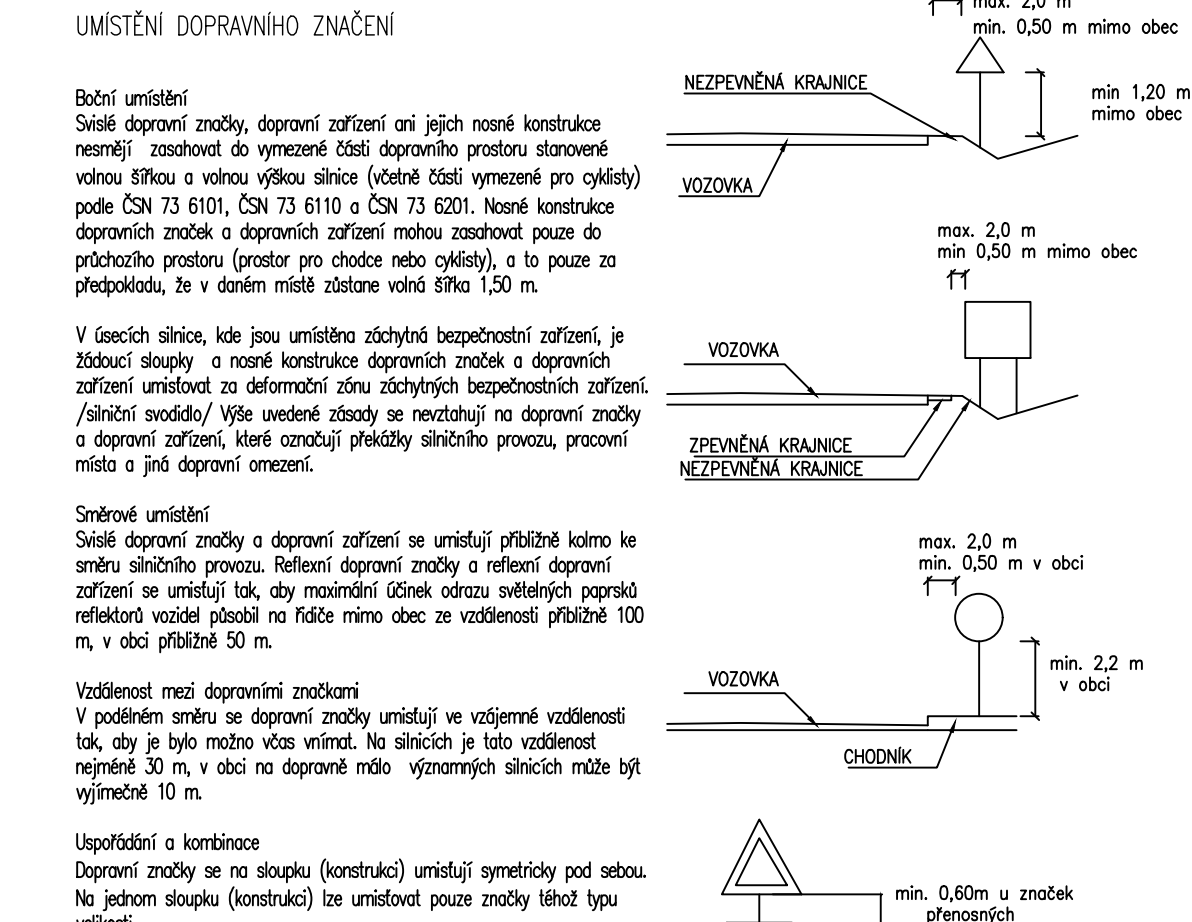 UMÍSTĚNÍ DOPRAVNÍHO ZNAČENÍ
Boční umístění
Svislé dopravní značky, dopravní zařízení ani jejich nosné konstrukce
nesmějí zasahovat do vymezené části dopravního prostoru stanovené
volnou šířkou a volnou výškou silnice (včetně části vymezené pro cyklisty)
podle ČSN 73 6101, ČSN 73 6110 a ČSN 73 6201. Nosné konstrukce
dopravních značek a dopravních zařízení mohou zasahovat pouze do
průchozího prostoru (prostor pro chodce nebo cyklisty), a to pouze za
předpokladu, že v daném místě zůstane volná šířka 1,50 m.
V úsecích silnice, kde jsou umístěna záchytná bezpečnostní zařízení, je
žádoucí sloupky a nosné konstrukce dopravních značek a dopravních
zařízení umisťovat za deformační zónu záchytných bezpečnostních zařízení.
/silniční svodidlo/ Výše uvedené zásady se nevztahují na dopravní značky
a dopravní zařízení, které označují překážky silničního provozu, pracovní
místa a jiná dopravní omezení.
Směrové umístění
Svislé dopravní značky a dopravní zařízení se umisťují přibližně kolmo ke
směru silničního provozu. Reflexní dopravní značky a reflexní dopravní
zařízení se umisťují tak, aby maximální účinek odrazu světelných paprsků
reflektorů vozidel působil na řidiče mimo obec ze vzdálenosti přibližně 100
m, v obci přibližně 50 m.
Vzdálenost mezi dopravními značkami
V podélném směru se dopravní značky umisťují ve vzájemné vzdálenosti
tak, aby je bylo možno včas vnímat. Na silnicích je tato vzdálenost
nejméně 30 m, v obci na dopravně málo významných silnicích může být
vyjímečně 10 m.
Uspořádání a kombinace
Dopravní značky se na sloupku (konstrukci) umisťují symetricky pod sebou.
Na jednom sloupku (konstrukci) lze umisťovat pouze značky téhož typu
velikosti
max. 2,0 m
min. 0,50 m mimo obec
NEZPEVNĚNÁ KRAJNICE
min 1,20 m
mimo obec
VOZOVKA
max. 2,0 m
min 0,50 m mimo obec
VOZOVKA
ZPEVNĚNÁ KRAJNICE
NEZPEVNĚNÁ KRAJNICE
max. 2,0 m
min. 0,50 m v obci
VOZOVKA
min. 2,2 m
v obci
CHODNÍK
min. 0,60m u značek
přenosných